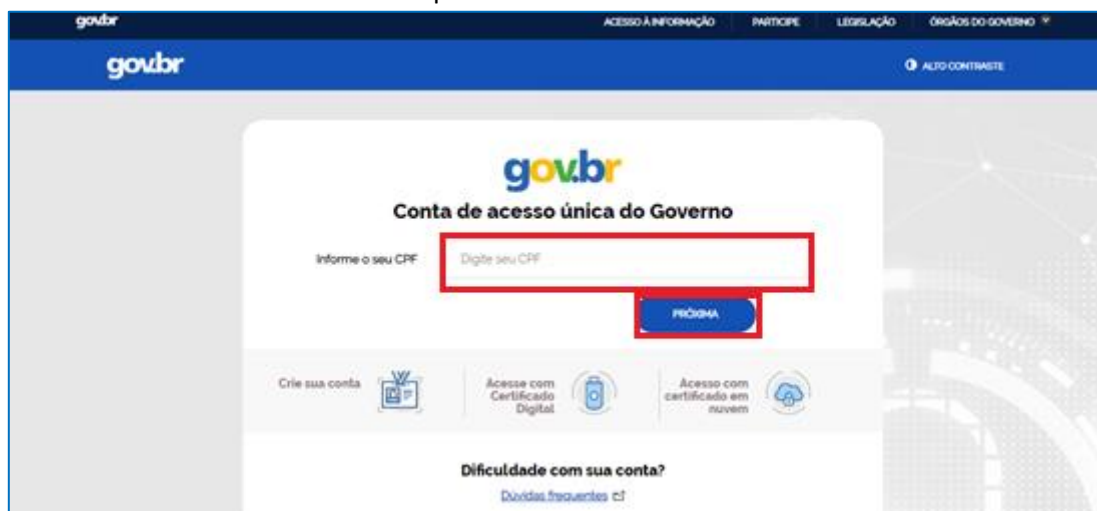 gov.br ACESSO À INFORMAÇÃO PARTICIPE LEGISLAÇÃO ÓRGÃOS DO GOVERNO
gov.br ALTO CONTRASTE
gov.br
Conta de acesso única do Governo
Informe o seu CPF Digite seu CPF
PRÓXIMA
Crie sua conta
Acesse com
Certificado
Digital
Acesso com
certificado em
nuvem
Dificuldade com sua conta?
Dúvidas frequentes